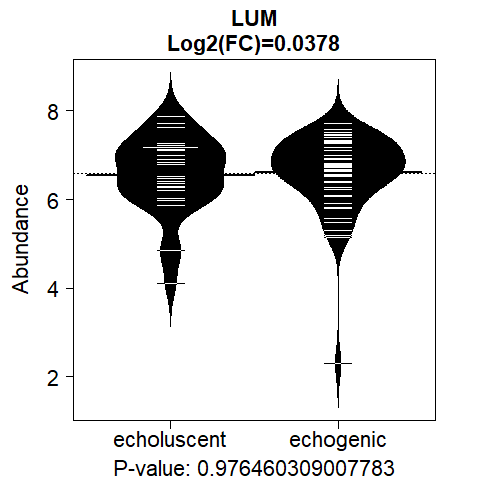 LUM
Log2(FC)=0.0378
Abundance
8
6
4
2
echoluscent echogenic
P-value: 0.976460309007783